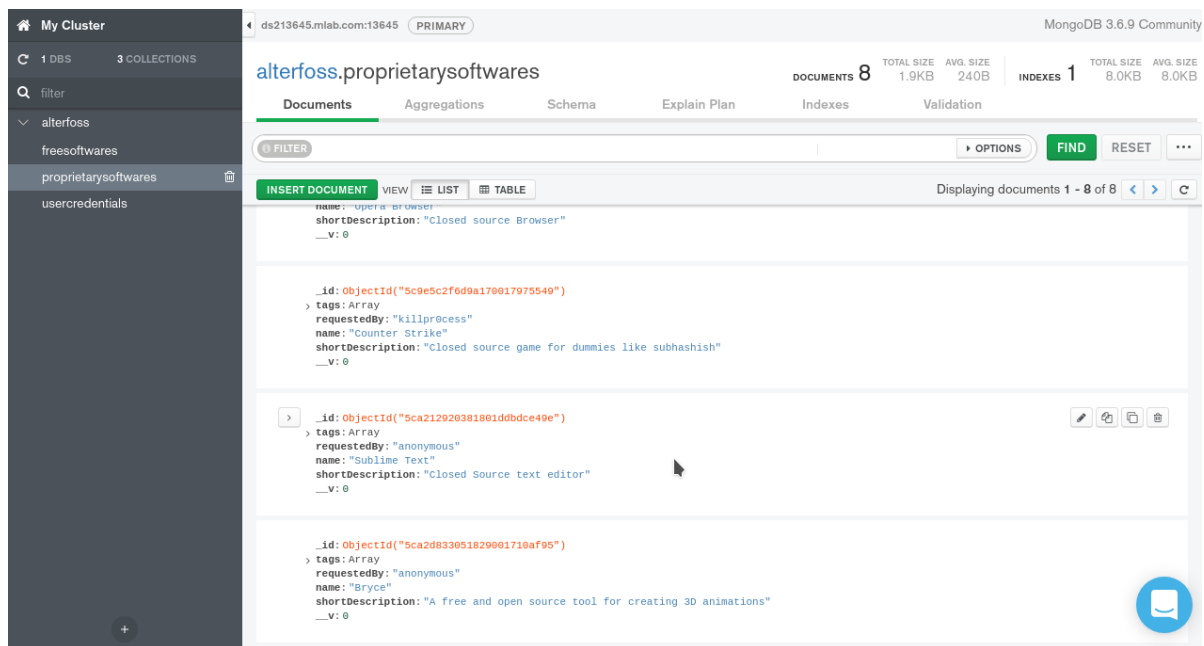 My Cluster
ds213645.mlab.com:13645 PRIMARY
MongoDB 3.6.9 Community
1 DBS 3 COLLECTIONS
filter
alterfoss
freesoftwares
proprietarysoftwares
usercredentials
alterfoss.proprietarysoftwares
DOCUMENTS 8 TOTAL SIZE 1.9KB AVG. SIZE 240B INDEXES 1 TOTAL SIZE 8.0KB AVG. SIZE 8.0KB
Documents Aggregations Schema Explain Plan Indexes Validation
FILTER OPTIONS FIND RESET ...
INSERT DOCUMENT VIEW LIST TABLE Displaying documents 1 - 8 of 8
name: "Opera Browser"
shortDescription: "Closed source Browser"
__v: 0
_id: ObjectId("5c9e5c2f6d9a170017975549")
tags: Array
requestedBy: "killpr0cess"
name: "Counter Strike"
shortDescription: "Closed source game for dummies like subhashish"
__v: 0
_id: ObjectId("5ca212920381801ddbdce49e")
tags: Array
requestedBy: "anonymous"
name: "Sublime Text"
shortDescription: "Closed Source text editor"
__v: 0
_id: ObjectId("5ca2d833051829001710af95")
tags: Array
requestedBy: "anonymous"
name: "Bryce"
shortDescription: "A free and open source tool for creating 3D animations"
__v: 0